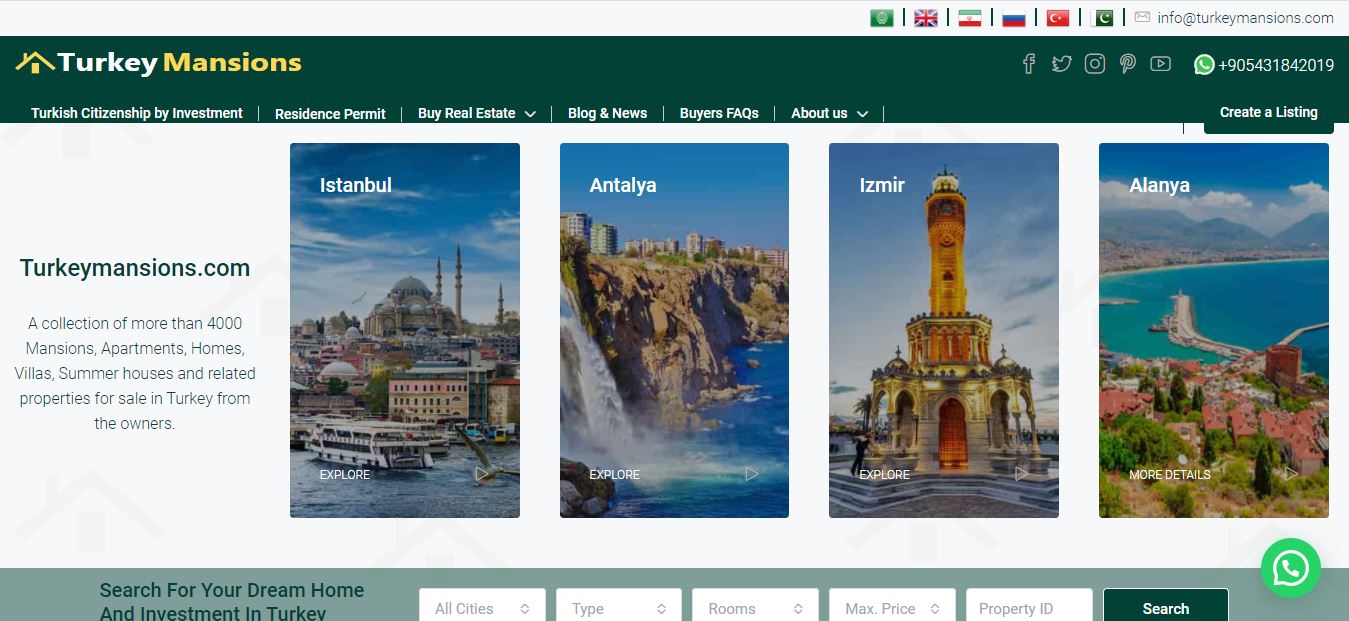 info@turkeymansions.com
Turkey Mansions
+905431842019
Turkish Citizenship by Investment
Residence Permit
Buy Real Estate
Blog & News
Buyers FAQs
About us
Create a Listing
Turkeymansions.com
A collection of more than 4000
Mansions, Apartments, Homes,
Villas, Summer houses and related
properties for sale in Turkey from
the owners.
Istanbul
EXPLORE
Antalya
EXPLORE
Izmir
EXPLORE
Alanya
MORE DETAILS
Search For Your Dream Home
And Investment In Turkey
All Cities
Type
Rooms
Max. Price
Property ID
Search